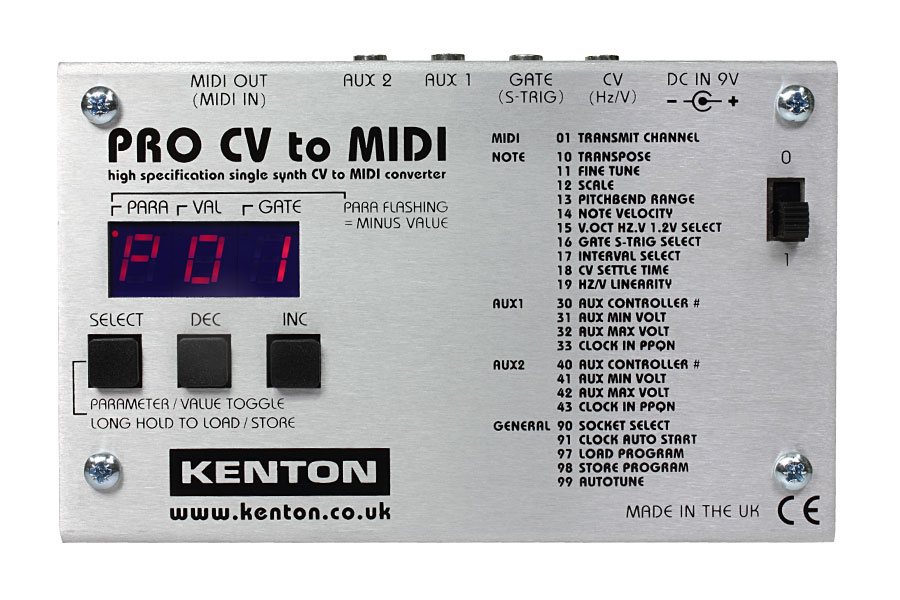 MIDI OUT AUX 2 AUX 1 GATE CV DC IN 9V
(MIDI IN) (S-TRIG) (Hz/V) - +
PRO CV to MIDI
high specification single synth CV to MIDI converter
PARA VAL GATE PARA FLASHING
= MINUS VALUE
P01
SELECT DEC INC
PARAMETER / VALUE TOGGLE
LONG HOLD TO LOAD / STORE
KENTON
www.kenton.co.uk
MIDI 01 TRANSMIT CHANNEL
NOTE 10 TRANSPOSE
11 FINE TUNE
12 SCALE
13 PITCHBEND RANGE
14 NOTE VELOCITY
15 V.OCT HZ.V 1.2V SELECT
16 GATE S-TRIG SELECT
17 INTERVAL SELECT
18 CV SETTLE TIME
19 HZ/V LINEARITY
AUX1 30 AUX CONTROLLER #
31 AUX MIN VOLT
32 AUX MAX VOLT
33 CLOCK IN PPQN
AUX2 40 AUX CONTROLLER #
41 AUX MIN VOLT
42 AUX MAX VOLT
43 CLOCK IN PPQN
GENERAL 90 SOCKET SELECT
91 CLOCK AUTO START
97 LOAD PROGRAM
98 STORE PROGRAM
99 AUTOTUNE
0
1
MADE IN THE UK CE